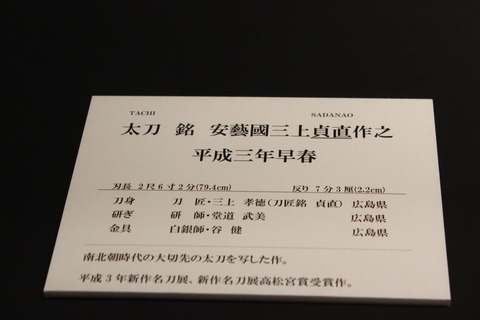 TACHI SADANAO
太刀 銘 安藝國三上貞直作之
平成三年早春
刃長 2尺6寸2分(79.4cm) 反り 7分3厘(2.2cm)
刀身 刀 匠・三上 孝徳(刀匠銘 貞直) 広島県
研ぎ 研 師・堂道 武美 広島県
金具 白銀師・谷 健 広島県
南北朝時代の大切先の太刀を写した作。
平成3年新作名刀展、新作名刀展高松宮賞受賞作。